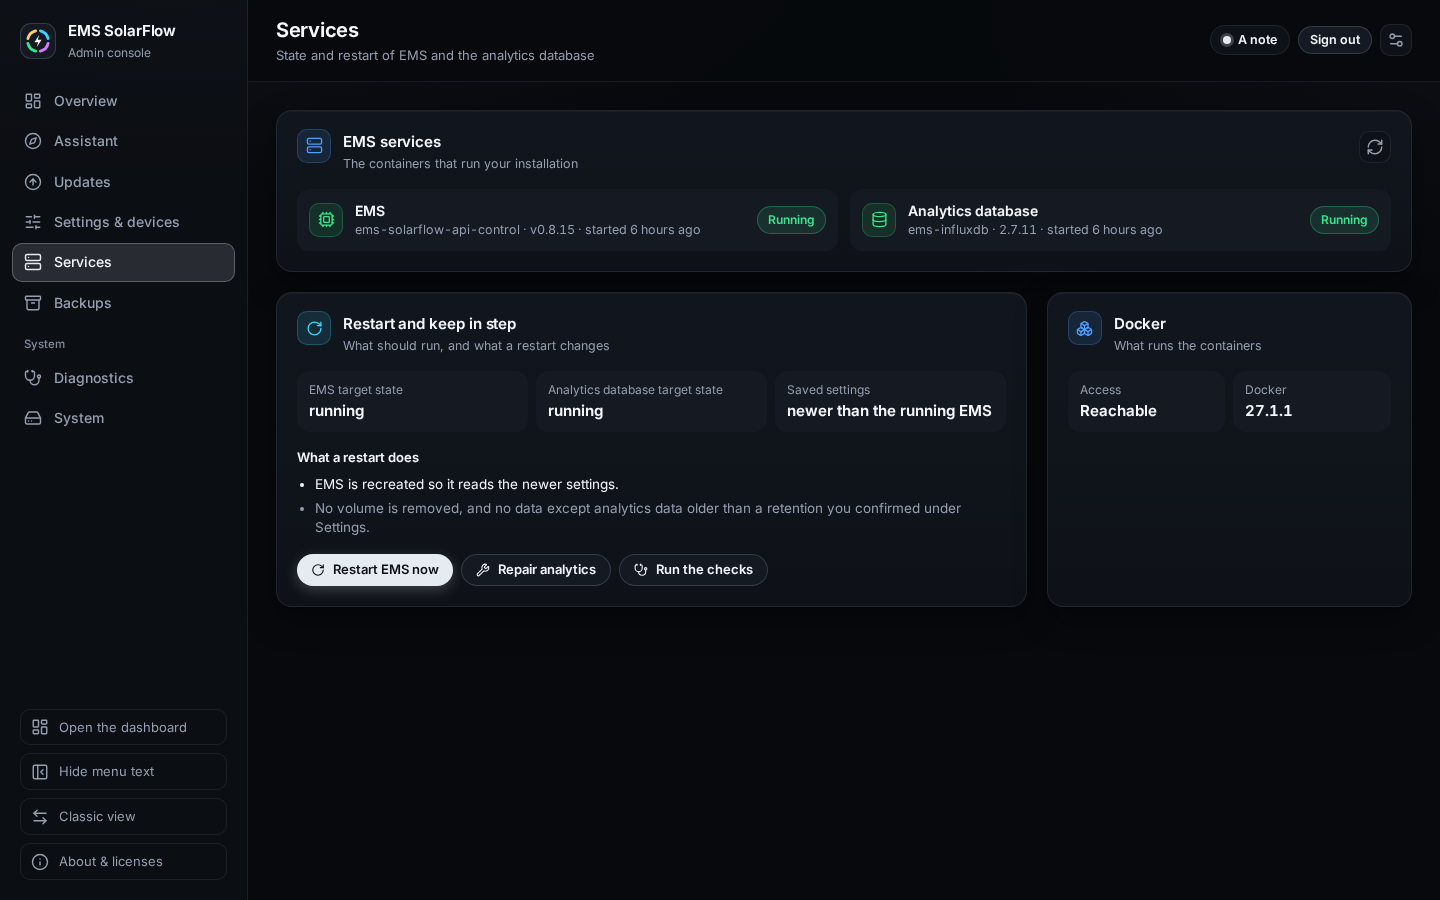 EMS SolarFlow
Admin console
Overview
Assistant
Updates
Settings & devices
Services
Backups
System
Diagnostics
System
Open the dashboard
Hide menu text
Classic view
About & licenses
Services
State and restart of EMS and the analytics database
A note
Sign out
EMS services
The containers that run your installation
EMS
ems-solarflow-api-control · v0.8.15 · started 6 hours ago
Running
Analytics database
ems-influxdb · 2.7.11 · started 6 hours ago
Running
Restart and keep in step
What should run, and what a restart changes
EMS target state
running
Analytics database target state
running
Saved settings
newer than the running EMS
What a restart does
• EMS is recreated so it reads the newer settings.
• No volume is removed, and no data except analytics data older than a retention you confirmed under
Settings.
Restart EMS now
Repair analytics
Run the checks
Docker
What runs the containers
Access
Reachable
Docker
27.1.1